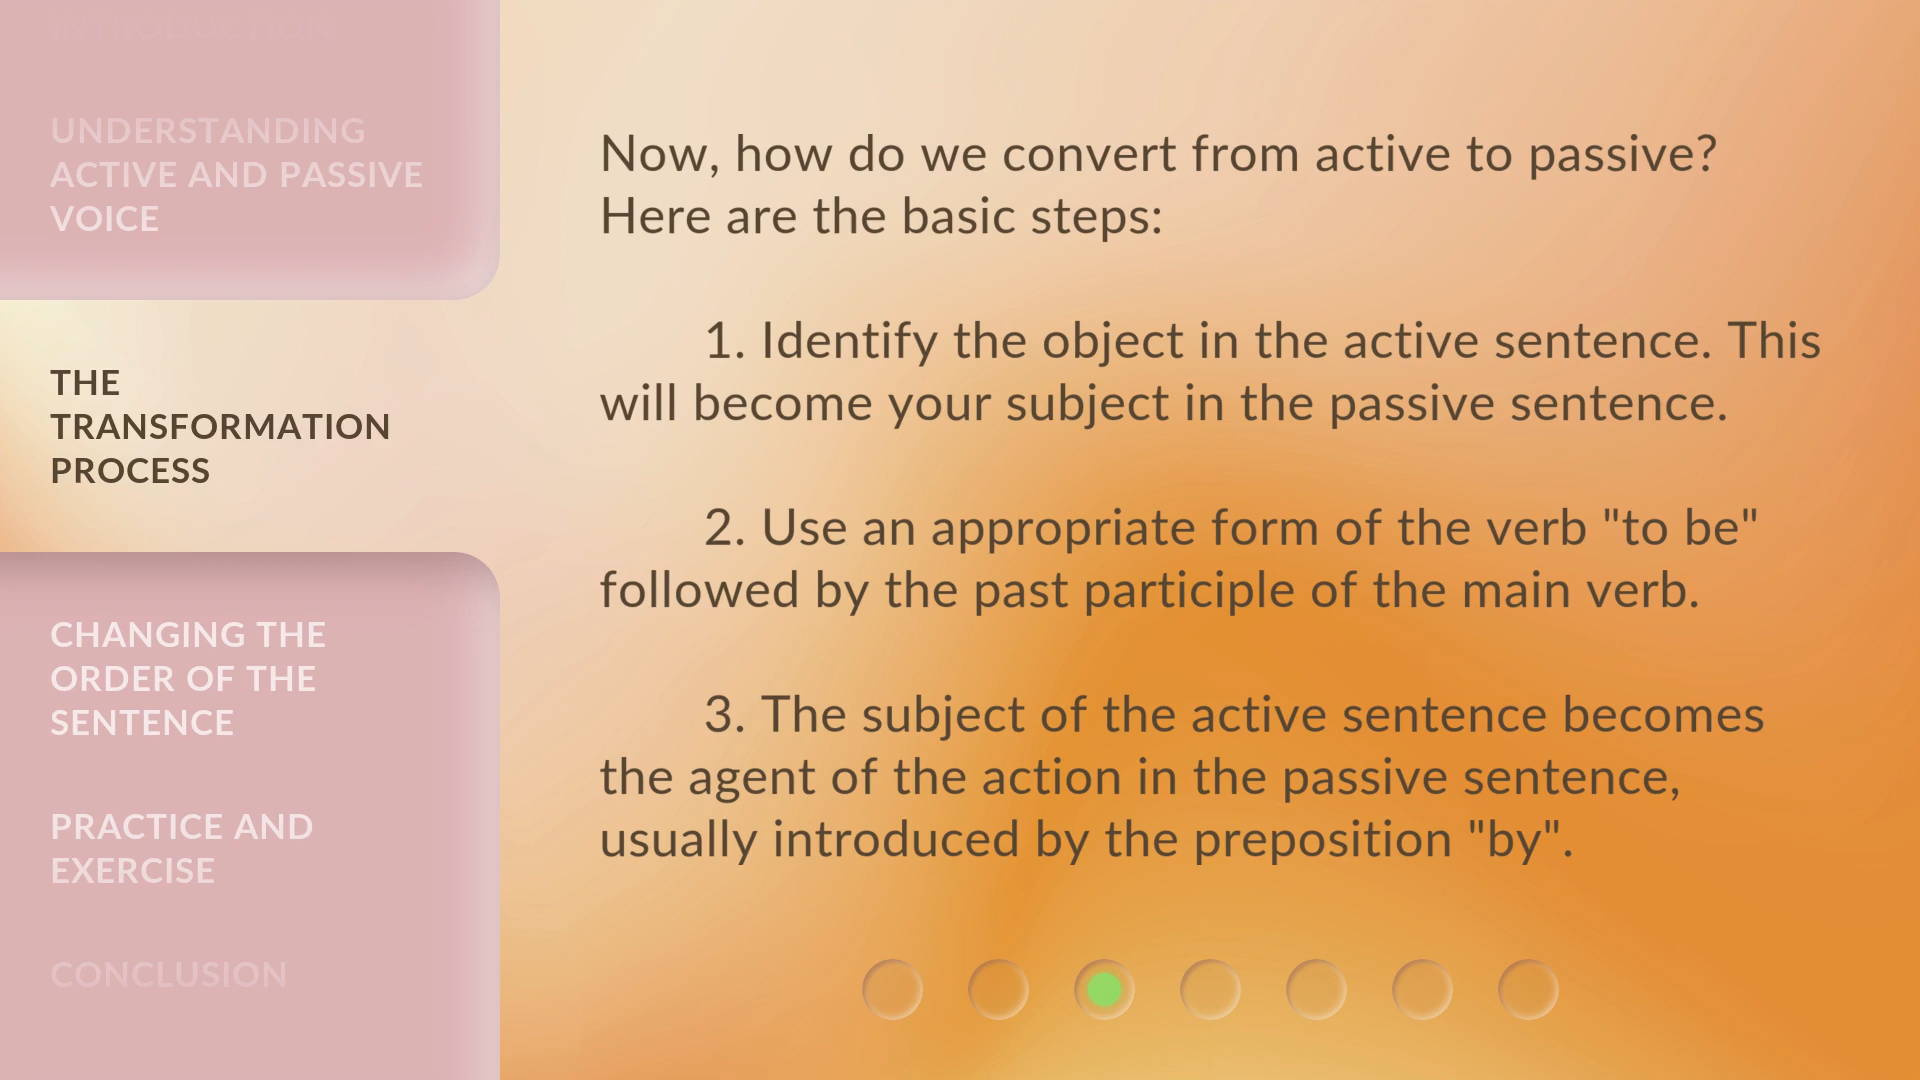 INTRODUCTION
UNDERSTANDING
ACTIVE AND PASSIVE
VOICE
THE
TRANSFORMATION
PROCESS
CHANGING THE
ORDER OF THE
SENTENCE
PRACTICE AND
EXERCISE
CONCLUSION
Now, how do we convert from active to passive?
Here are the basic steps:
1. Identify the object in the active sentence. This
will become your subject in the passive sentence.
2. Use an appropriate form of the verb "to be"
followed by the past participle of the main verb.
3. The subject of the active sentence becomes
the agent of the action in the passive sentence,
usually introduced by the preposition "by".